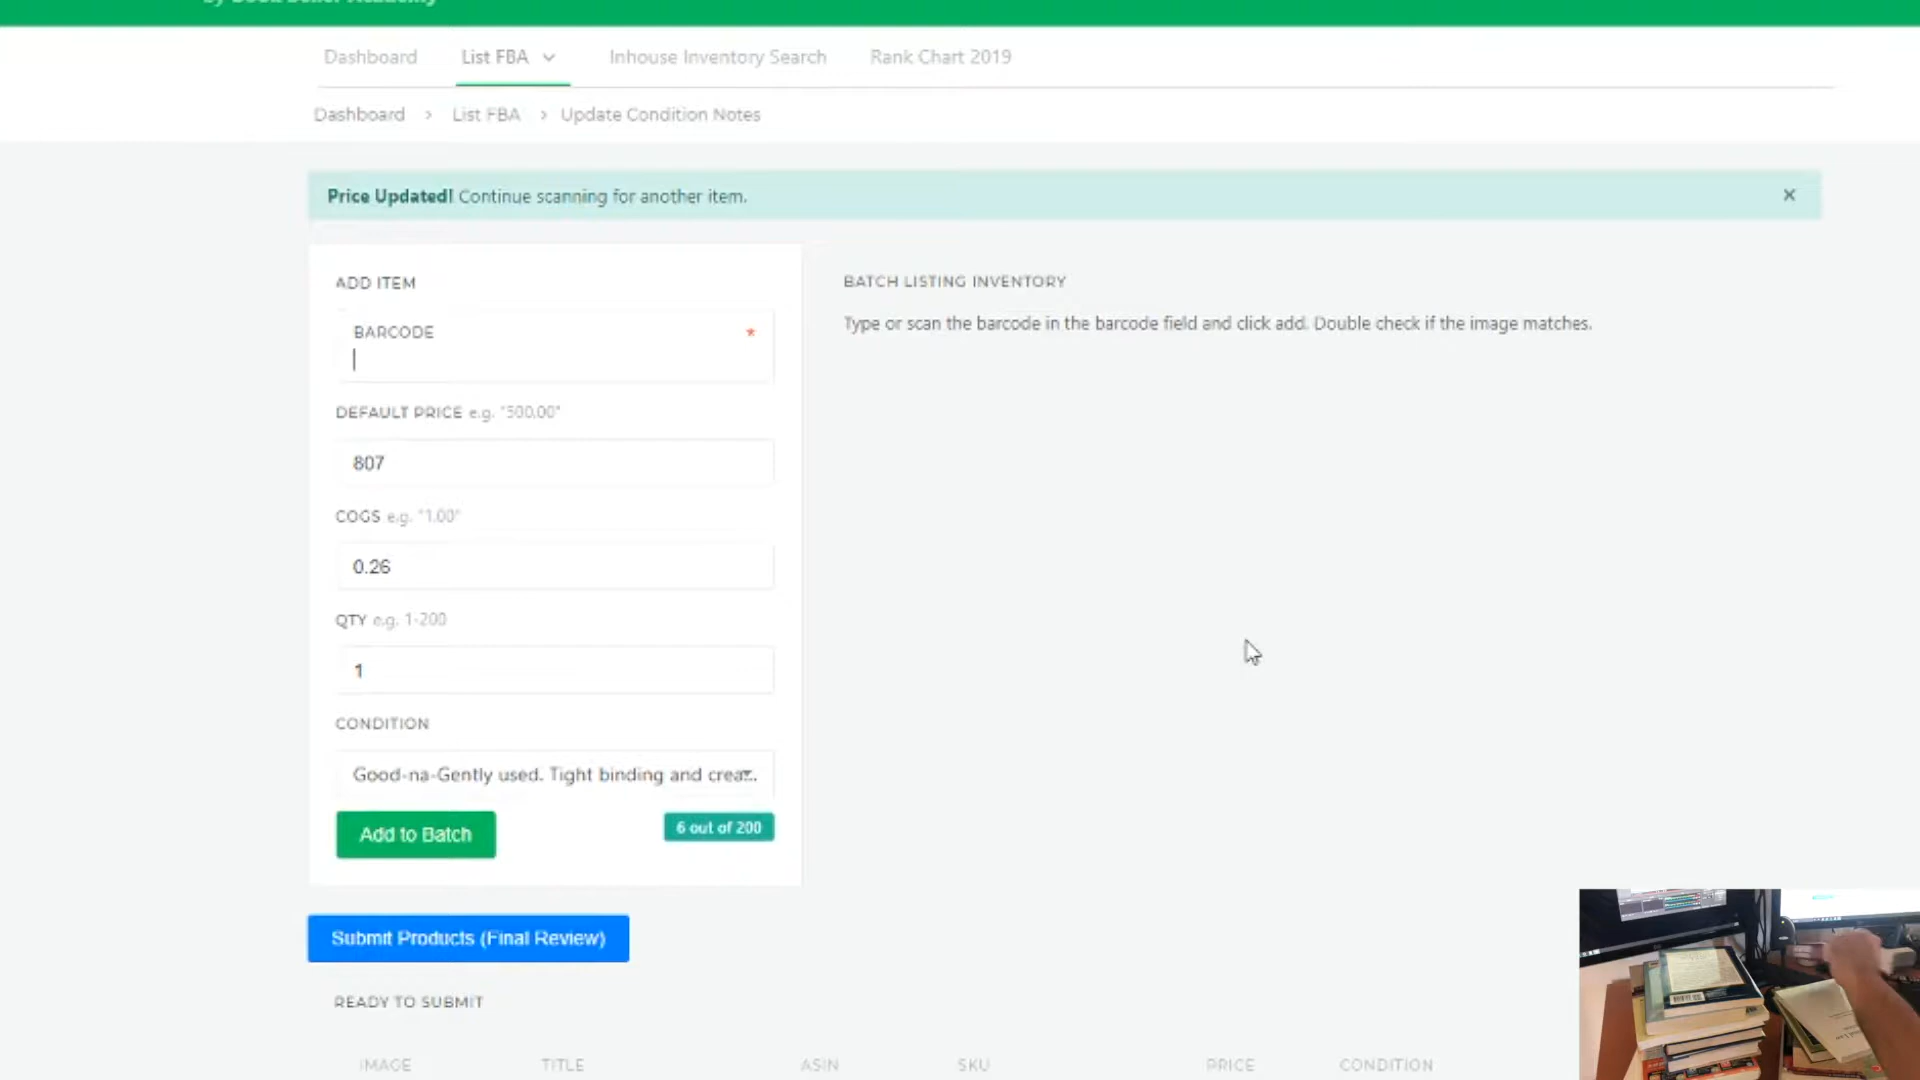 Dashboard List FBA Inhouse Inventory Search Rank Chart 2019
Dashboard > List FBA > Update Condition Notes
Price Updated! Continue scanning for another item. ×
ADD ITEM
BARCODE *
DEFAULT PRICE e.g. "500.00"
807
COGS e.g. "1.00"
0.26
QTY e.g. 1-200
1
CONDITION
Good-na-Gently used. Tight binding and crea...
Add to Batch
6 out of 200
BATCH LISTING INVENTORY
Type or scan the barcode in the barcode field and click add. Double check if the image matches.
Submit Products (Final Review)
READY TO SUBMIT
IMAGE TITLE ASIN SKU PRICE CONDITION